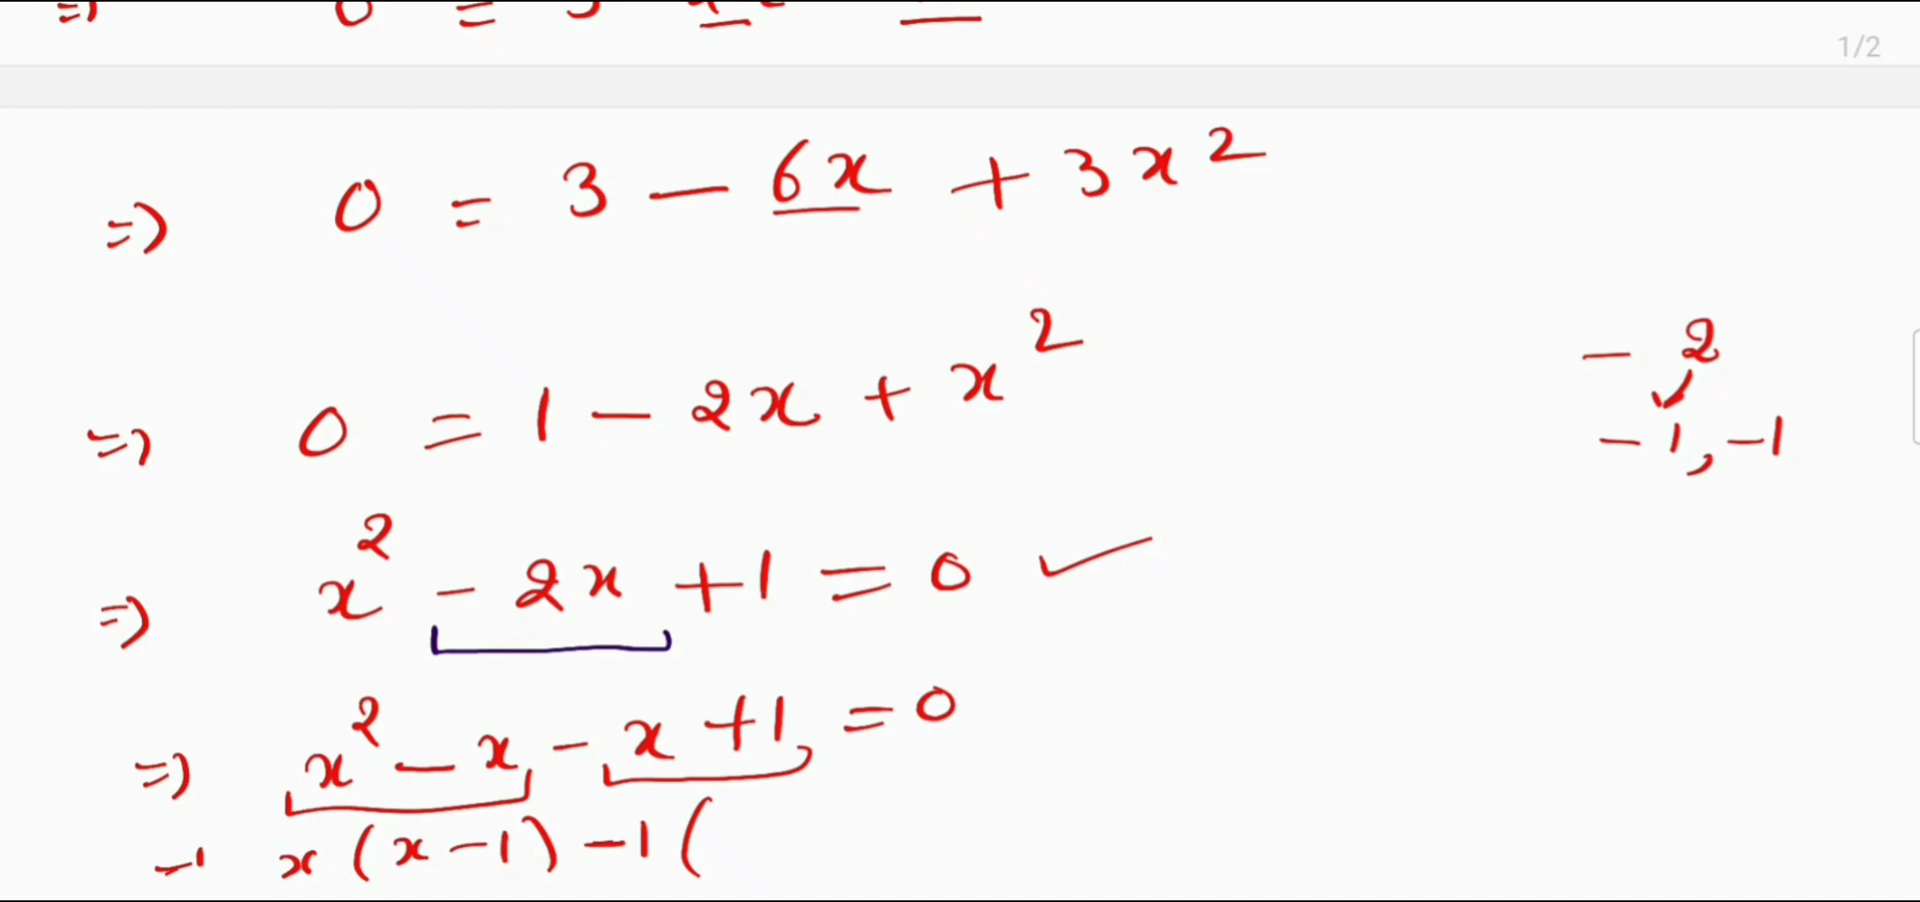 1/2
=> 0 = 3 - 6x + 3x²
=> 0 = 1 - 2x + x²
- 2
- 1, -1
=> x² - 2x + 1 = 0 ✓
=> x² - x - x + 1 = 0
x (x - 1) - 1 (